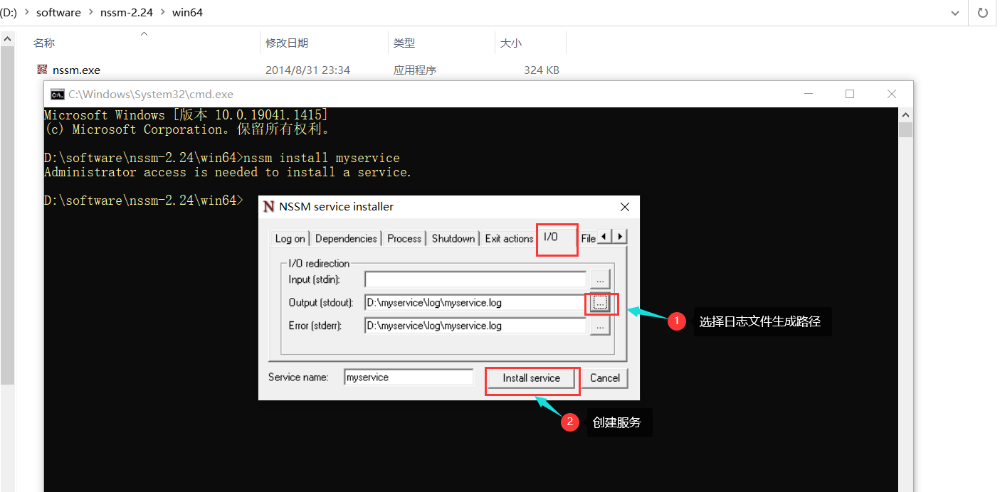 (D:) > software > nssm-2.24 > win64
名称 修改日期 类型 大小
nssm.exe 2014/8/31 23:34 应用程序 324 KB
C:\Windows\System32\cmd.exe
Microsoft Windows [版本 10.0.19041.1415]
(c) Microsoft Corporation。保留所有权利。
D:\software\nssm-2.24\win64>nssm install myservice
Administrator access is needed to install a service.
D:\software\nssm-2.24\win64>
NSSM service installer
Log on Dependencies Process Shutdown Exit actions I/O File
I/O redirection
Input (stdin): ...
Output (stdout): D:\myservice\log\myservice.log ...
Error (stderr): D:\myservice\log\myservice.log ...
1 选择日志文件生成路径
Service name: myservice Install service Cancel
2 创建服务